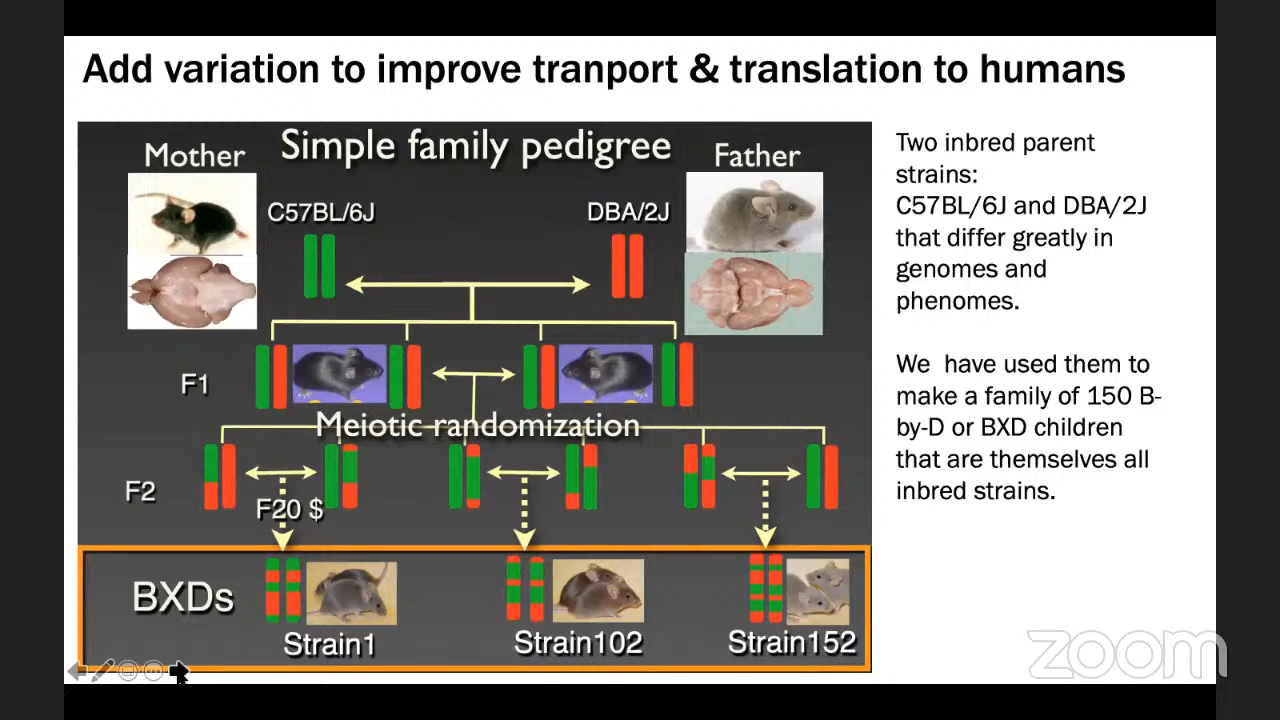 Add variation to improve tranport & translation to humans
Simple family pedigree
Mother
Father
C57BL/6J
DBA/2J
F1
Meiotic randomization
F2
F20 $
BXDs
Strain1
Strain102
Strain152
Two inbred parent
strains:
C57BL/6J and DBA/2J
that differ greatly in
genomes and
phenomes.
We have used them to
make a family of 150 B-
by-D or BXD children
that are themselves all
inbred strains.
zoom